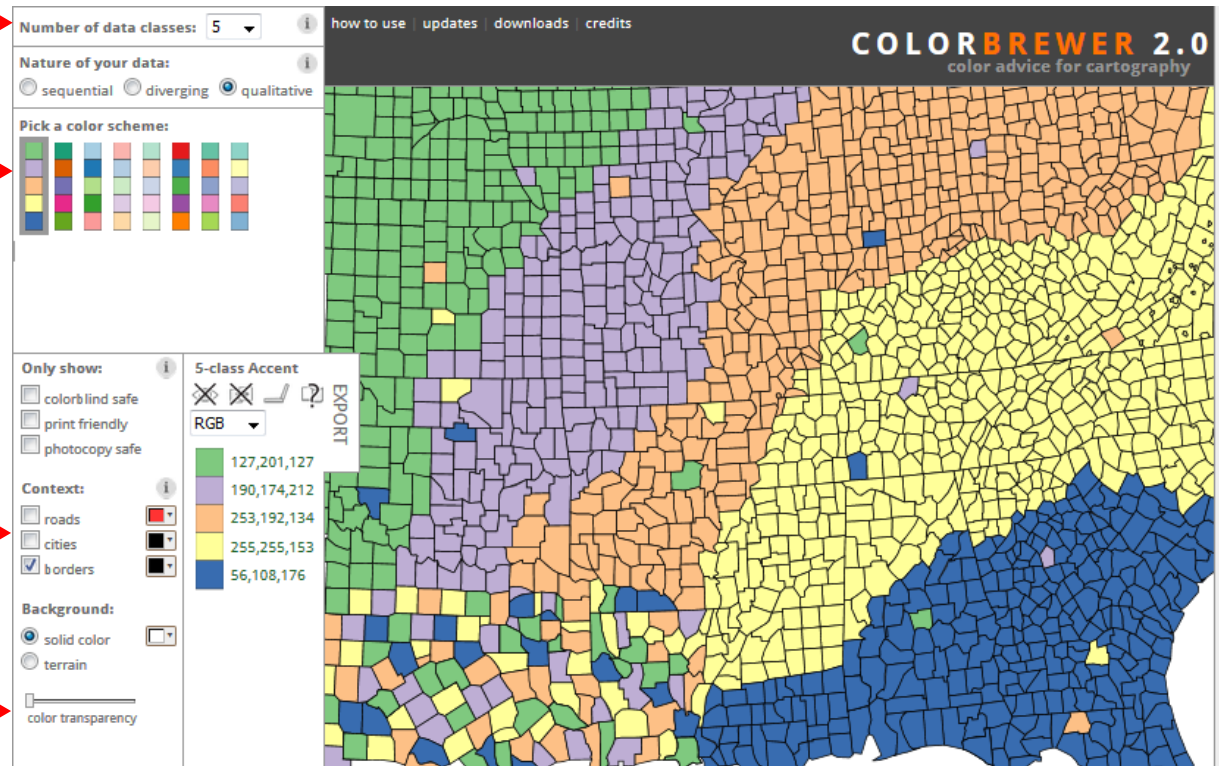 Number of data classes: 5
how to use | updates | downloads | credits
COLORBREWER 2.0
color advice for cartography
Nature of your data:
sequential diverging qualitative
Pick a color scheme:
Only show:
colorblind safe
print friendly
photocopy safe
Context:
roads
cities
borders
Background:
solid color
terrain
color transparency
5-class Accent
EXPORT
RGB
127,201,127
190,174,212
253,192,134
255,255,153
56,108,176